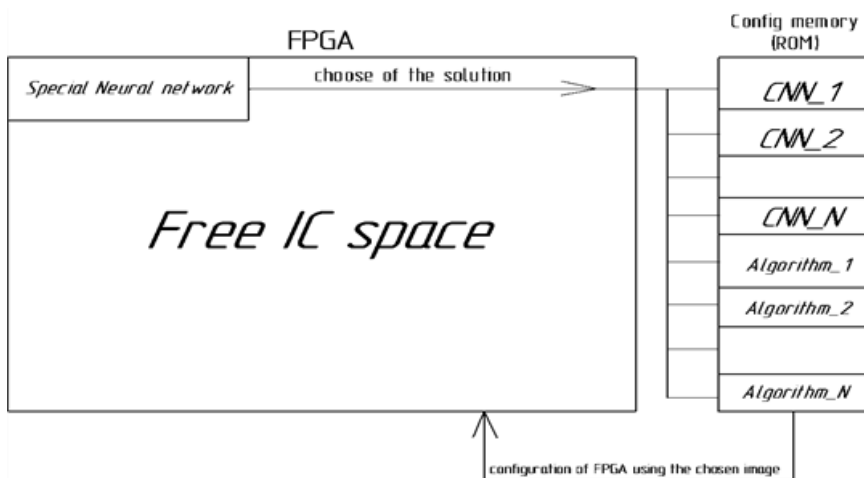 FPGA
Config memory
(ROM)
Special Neural network
choose of the solution
CNN_1
CNN_2
Free IC space
CNN_N
Algorithm_1
Algorithm_2
Algorithm_N
configuration of FPGA using the chosen image